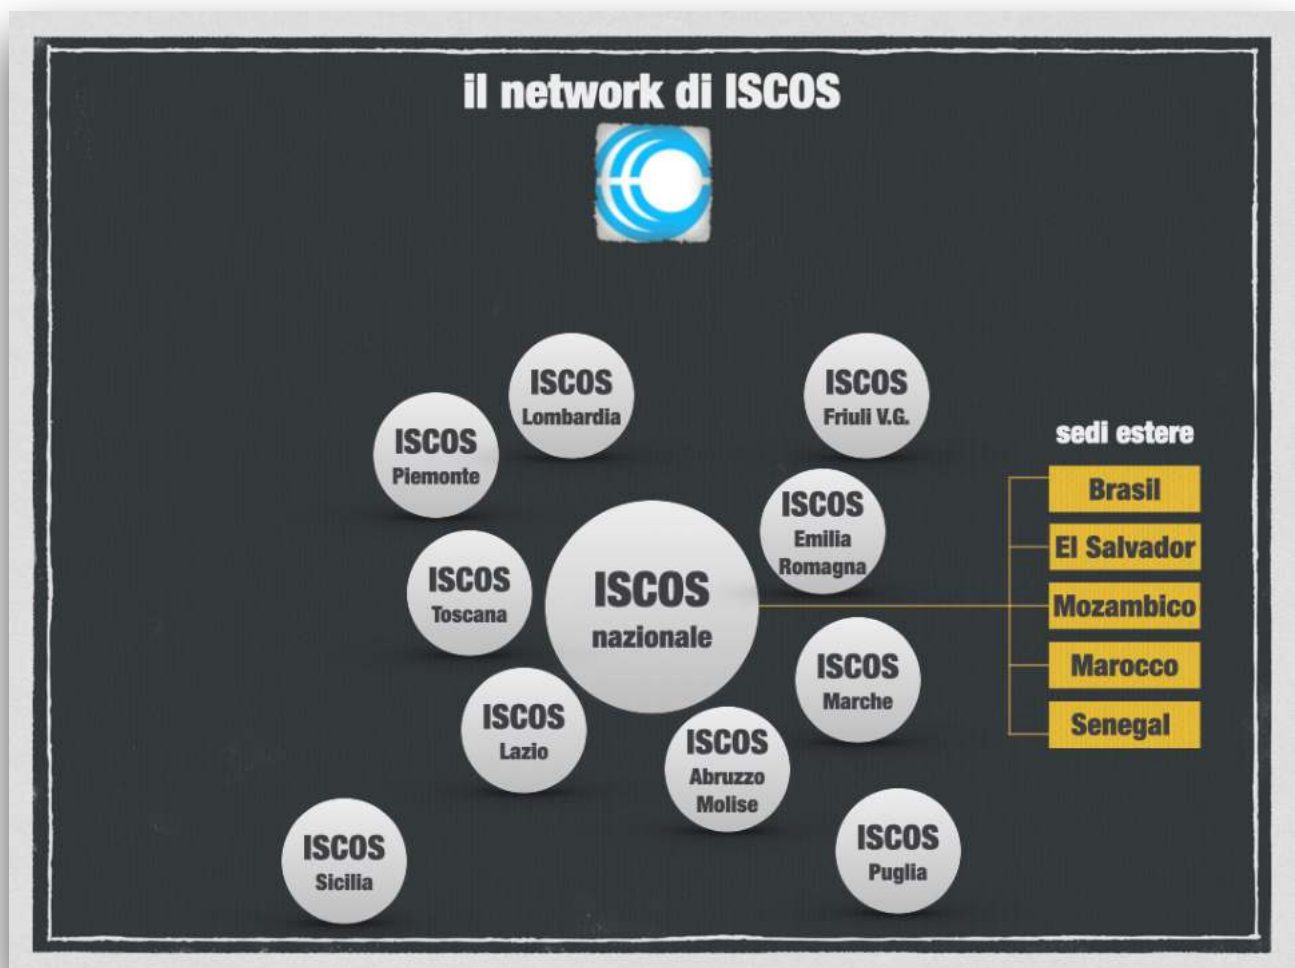 il network di ISCOS
ISCOS
Lombardia
ISCOS
Friuli V.G.
ISCOS
Piemonte
ISCOS
Emilia
Romagna
ISCOS
Toscana
ISCOS
nazionale
ISCOS
Marche
ISCOS
Lazio
ISCOS
Abruzzo
Molise
ISCOS
Sicilia
ISCOS
Puglia
sedi estere
Brasil
El Salvador
Mozambico
Marocco
Senegal